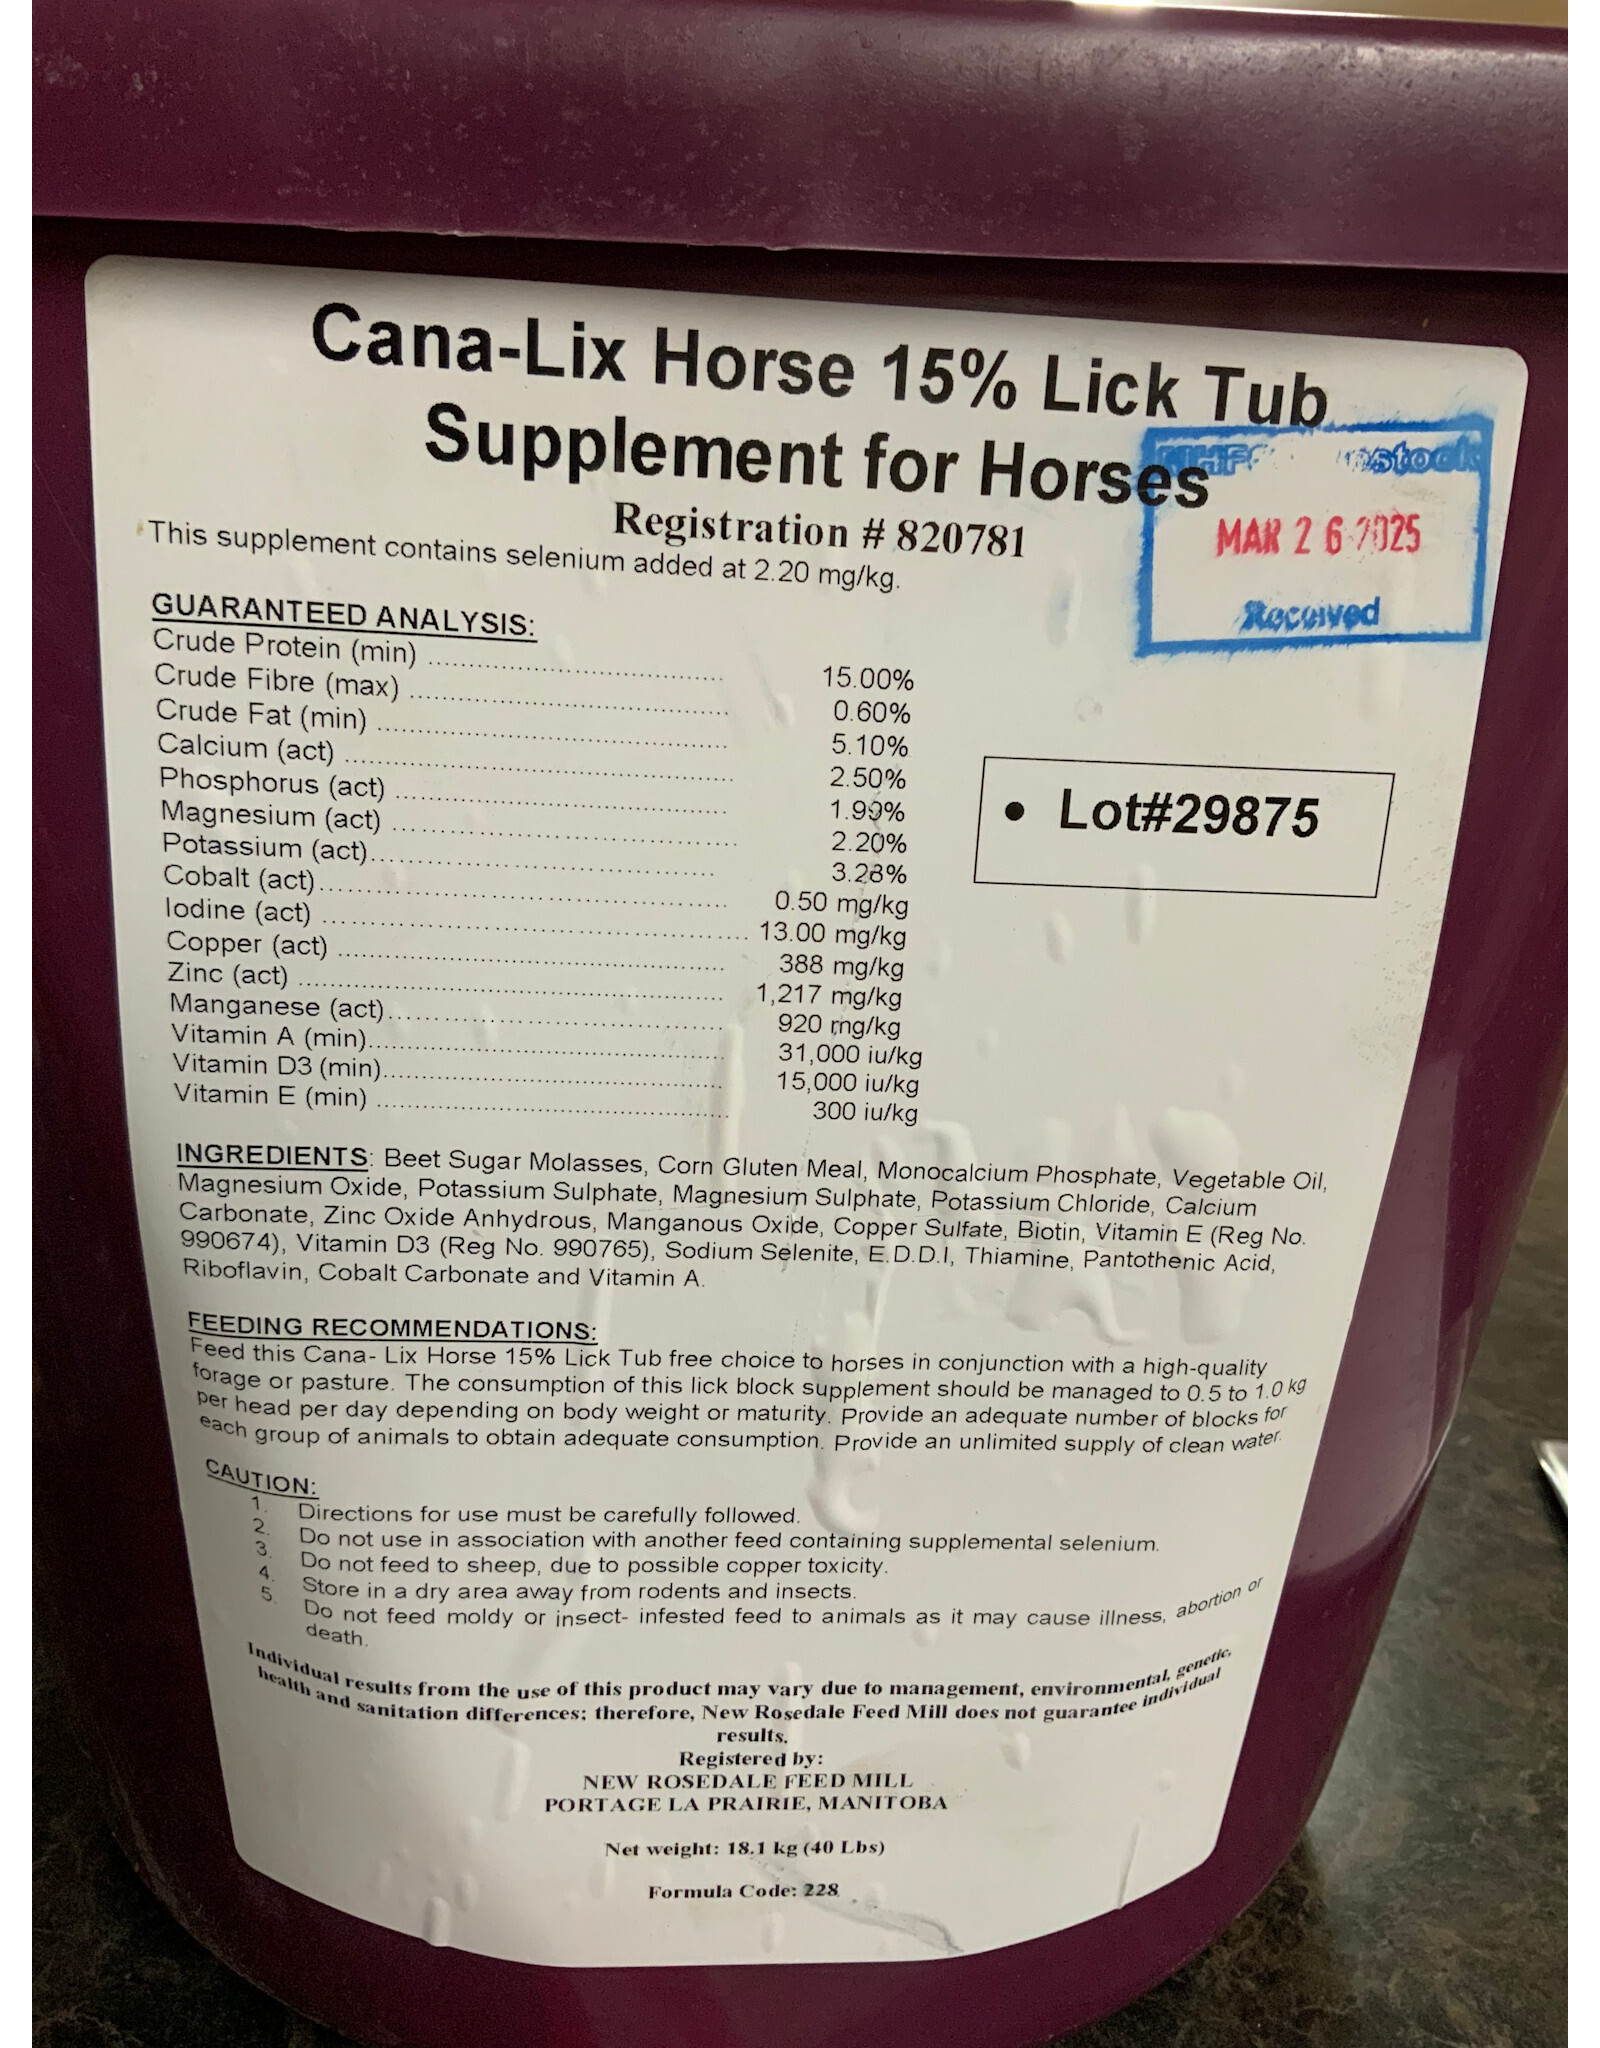 Cana-Lix Horse 15% Lick Tub
Supplement for Horses
Registration # 820781
MAR 26 2025
Received
This supplement contains selenium added at 2.20 mg/kg.
GUARANTEED ANALYSIS:
Crude Protein (min) .......... 15.00%
Crude Fibre (max) .......... 0.60%
Crude Fat (min) .......... 5.10%
Calcium (act) .......... 2.50%
Phosphorus (act) .......... 1.99%
Magnesium (act) .......... 2.20%
Potassium (act) .......... 3.28%
Cobalt (act) .......... 0.50 mg/kg
Iodine (act) .......... 13.00 mg/kg
Copper (act) .......... 388 mg/kg
Zinc (act) .......... 1,217 mg/kg
Manganese (act) .......... 920 mg/kg
Vitamin A (min) .......... 31,000 iu/kg
Vitamin D3 (min) .......... 15,000 iu/kg
Vitamin E (min) .......... 300 iu/kg
• Lot#29875
INGREDIENTS: Beet Sugar Molasses, Corn Gluten Meal, Monocalcium Phosphate, Vegetable Oil,
Magnesium Oxide, Potassium Sulphate, Magnesium Sulphate, Potassium Chloride, Calcium
Carbonate, Zinc Oxide Anhydrous, Manganous Oxide, Copper Sulfate, Biotin, Vitamin E (Reg No.
990674), Vitamin D3 (Reg No. 990765), Sodium Selenite, E.D.D.I, Thiamine, Pantothenic Acid,
Riboflavin, Cobalt Carbonate and Vitamin A.
FEEDING RECOMMENDATIONS:
Feed this Cana- Lix Horse 15% Lick Tub free choice to horses in conjunction with a high-quality
forage or pasture. The consumption of this lick block supplement should be managed to 0.5 to 1.0 kg
per head per day depending on body weight or maturity. Provide an adequate number of blocks for
each group of animals to obtain adequate consumption. Provide an unlimited supply of clean water.
CAUTION:
1. Directions for use must be carefully followed.
2. Do not use in association with another feed containing supplemental selenium.
3. Do not feed to sheep, due to possible copper toxicity.
4. Store in a dry area away from rodents and insects.
5. Do not feed moldy or insect- infested feed to animals as it may cause illness, abortion or
death.
Individual results from the use of this product may vary due to management, environmental, genetic,
health and sanitation differences; therefore, New Rosedale Feed Mill does not guarantee individual
results.
Registered by:
NEW ROSEDALE FEED MILL
PORTAGE LA PRAIRIE, MANITOBA
Net weight: 18.1 kg (40 Lbs)
Formula Code: 228